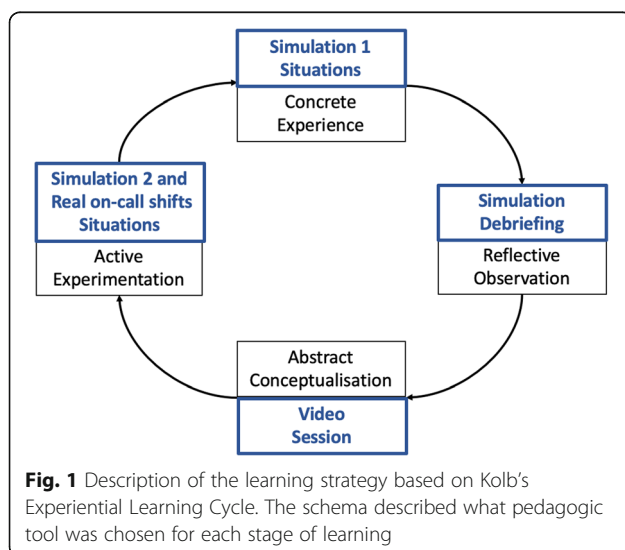 Simulation 1
Situations
Concrete
Experience
Simulation 2 and
Real on-call shifts
Situations
Active
Experimentation
Simulation
Debriefing
Reflective
Observation
Abstract
Conceptualisation
Video
Session
Fig. 1 Description of the learning strategy based on Kolb's
Experiential Learning Cycle. The schema described what pedagogic
tool was chosen for each stage of learning